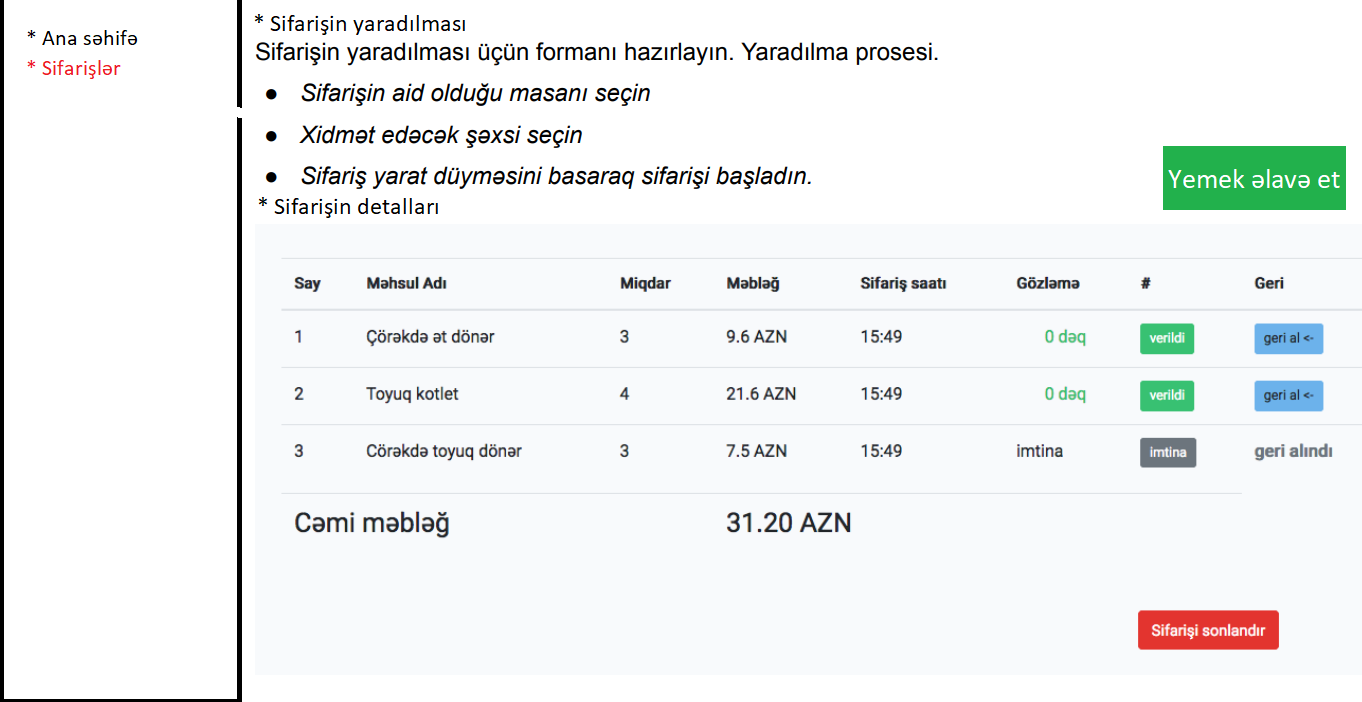 * Ana səhifə
* Sifarişlər
* Sifarişin yaradılması
Sifarişin yaradılması üçün formanı hazırlayın. Yaradılma prosesi.
● Sifarişin aid olduğu masanı seçin
● Xidmət edəcək şəxsi seçin
● Sifariş yarat düyməsini basaraq sifarişi başladın.
* Sifarişin detalları
Yemek əlavə et
Say Məhsul Adı Miqdar Məbləğ Sifariş saatı Gözləmə # Geri
1 Çörəkdə ət dönər 3 9.6 AZN 15:49 0 dəq verildi geri al <-
2 Toyuq kotlet 4 21.6 AZN 15:49 0 dəq verildi geri al <-
3 Cörəkdə toyuq dönər 3 7.5 AZN 15:49 imtina imtina geri alındı
Cəmi məbləğ 31.20 AZN
Sifarişi sonlandır